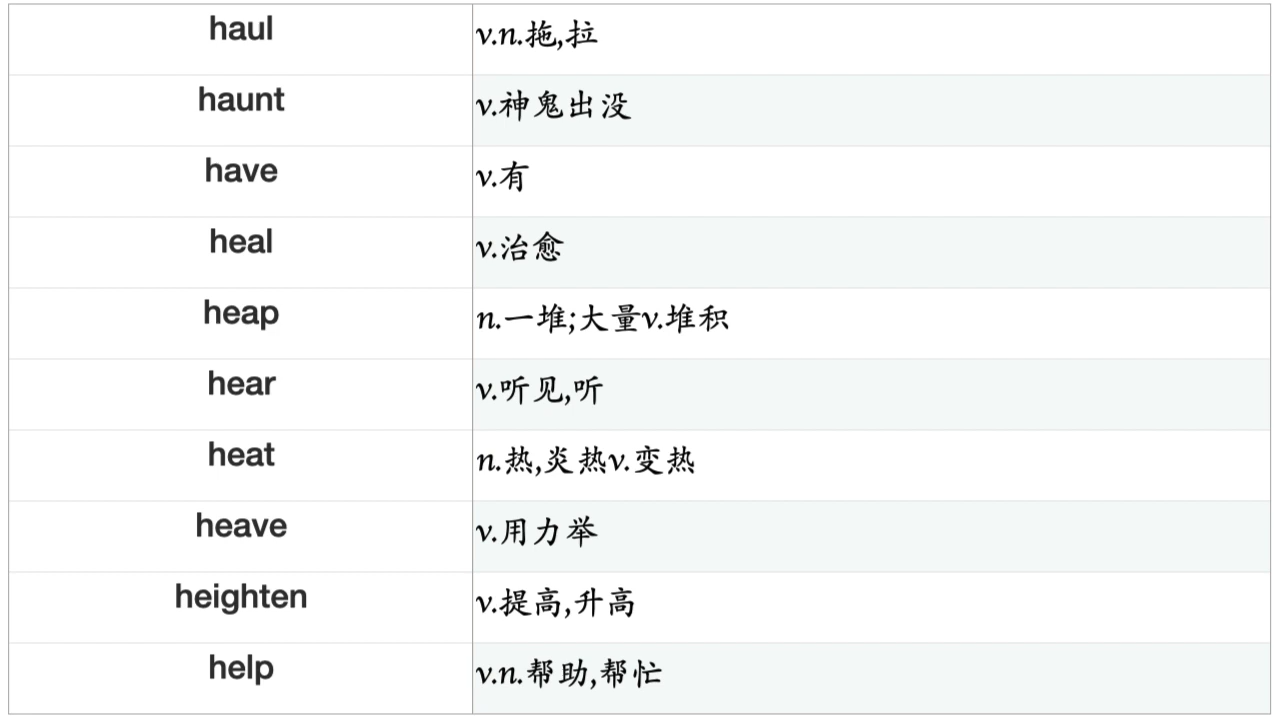 haul v.n.拖,拉
haunt v.神鬼出没
have v.有
heal v.治愈
heap n.一堆;大量v.堆积
hear v.听见,听
heat n.热,炎热v.变热
heave v.用力举
heighten v.提高,升高
help v.n.帮助,帮忙